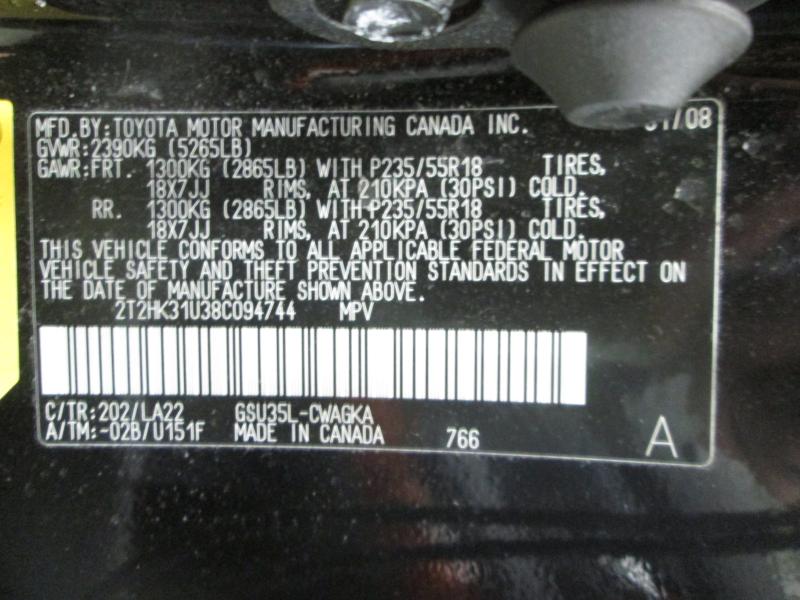 MFD.BY:TOYOTA MOTOR MANUFACTURING CANADA INC. 01/08
GVWR:2390KG (5265LB)
GAWR:FRT. 1300KG (2865LB) WITH P235/55R18 TIRES,
18X7JJ RIMS, AT 210KPA (30PSI) COLD.
RR. 1300KG (2865LB) WITH P235/55R18 TIRES,
18X7JJ RIMS, AT 210KPA (30PSI) COLD.
THIS VEHICLE CONFORMS TO ALL APPLICABLE FEDERAL MOTOR
VEHICLE SAFETY AND THEFT PREVENTION STANDARDS IN EFFECT ON
THE DATE OF MANUFACTURE SHOWN ABOVE.
2T2HK31U38C094744 MPV
C/TR:202/LA22 GSU35L-CWAGKA
A/TM:-02B/U151F MADE IN CANADA 766 A